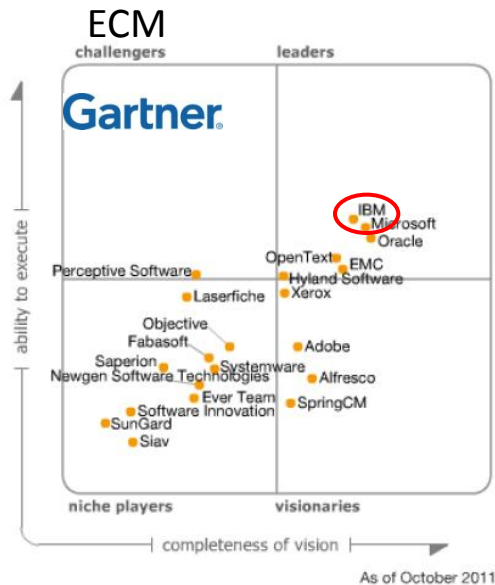 ECM
challengers
leaders
Gartner®
IBM
Microsoft
Oracle
OpenText
EMC
Perceptive Software
Hyland Software
Laserfiche
Xerox
Objective
Fabasoft
Adobe
Saperion
Systemware
Newgen Software Technologies
Alfresco
Ever Team
SpringCM
Software Innovation
SunGard
Siav
niche players
visionaries
ability to execute
completeness of vision
As of October 2011